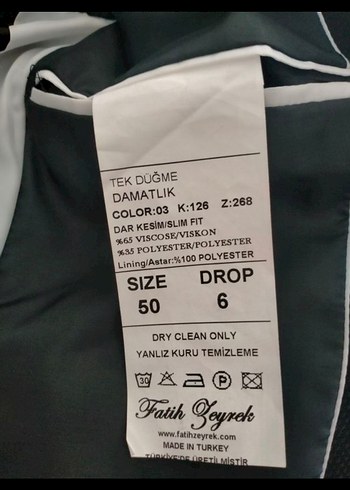 TEK DÜĞME
DAMATLIK
COLOR:03 K:126 Z:268
DAR KESİM/SLIM FIT
%65 VISCOSE/VISKON
%35 POLYESTER/POLYESTER
Lining/Astar:%100 POLYESTER
SIZE DROP
50 6
DRY CLEAN ONLY
YANLIZ KURU TEMİZLEME
30 P
Fatih Zeyrek
www.fatihzeyrek.com
MADE IN TURKEY
TÜRKİYE'DE ÜRETİLMİŞTİR